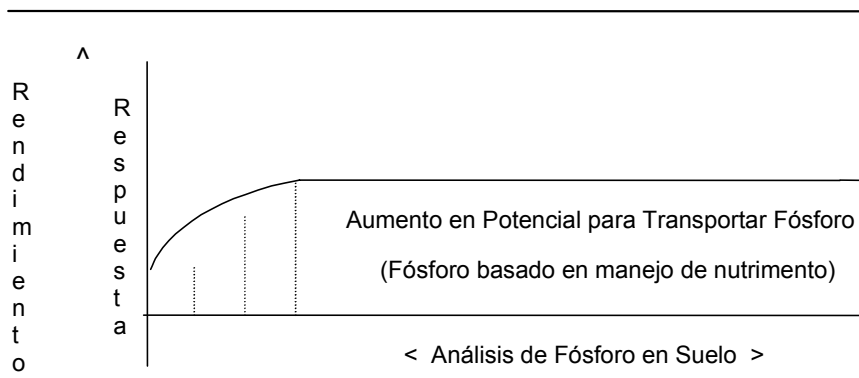 ^
Rendimiento
Respuesta
Aumento en Potencial para Transportar Fósforo
(Fósforo basado en manejo de nutrimento)
< Análisis de Fósforo en Suelo >